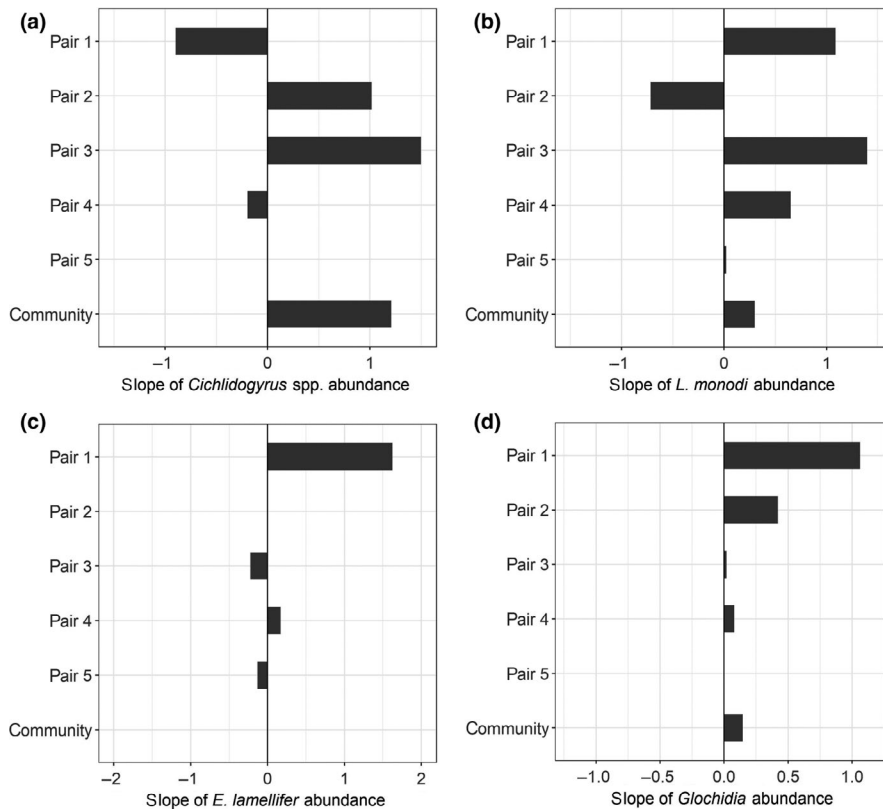 (a)
Pair 1
Pair 2
Pair 3
Pair 4
Pair 5
Community
−1
0
1
Slope of Cichlidogyrus spp. abundance
(b)
Pair 1
Pair 2
Pair 3
Pair 4
Pair 5
Community
−1
0
1
Slope of L. monodi abundance
(c)
Pair 1
Pair 2
Pair 3
Pair 4
Pair 5
Community
−2
−1
0
1
2
Slope of E. lamellifer abundance
(d)
Pair 1
Pair 2
Pair 3
Pair 4
Pair 5
Community
−1.0
−0.5
0.0
0.5
1.0
Slope of Glochidia abundance